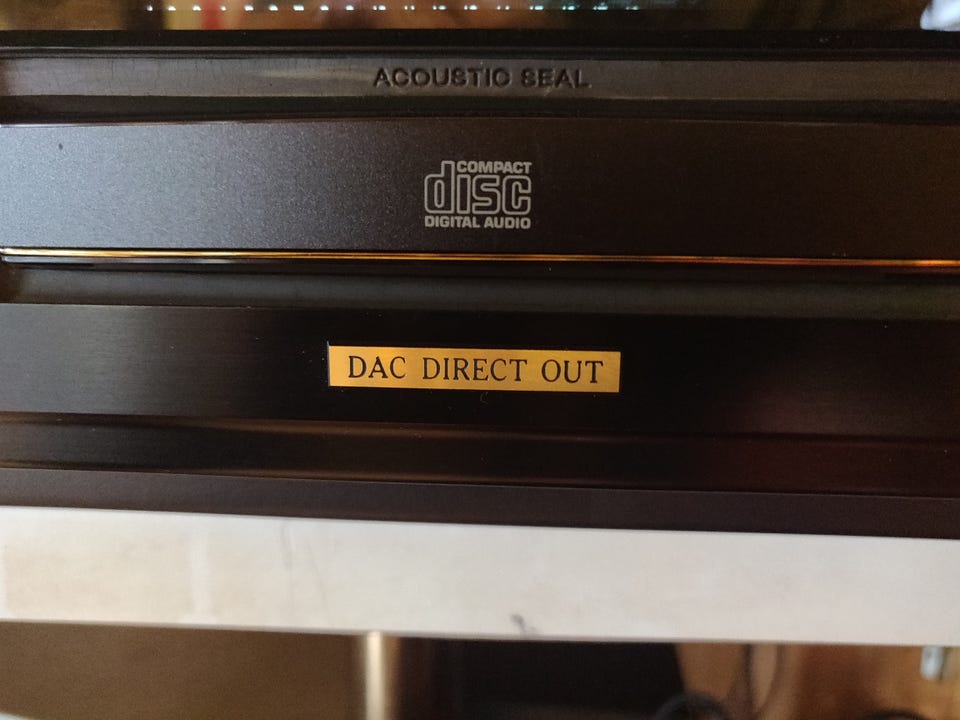 ACOUSTIC SEAL
COMPACT
disc
DIGITAL AUDIO
DAC DIRECT OUT